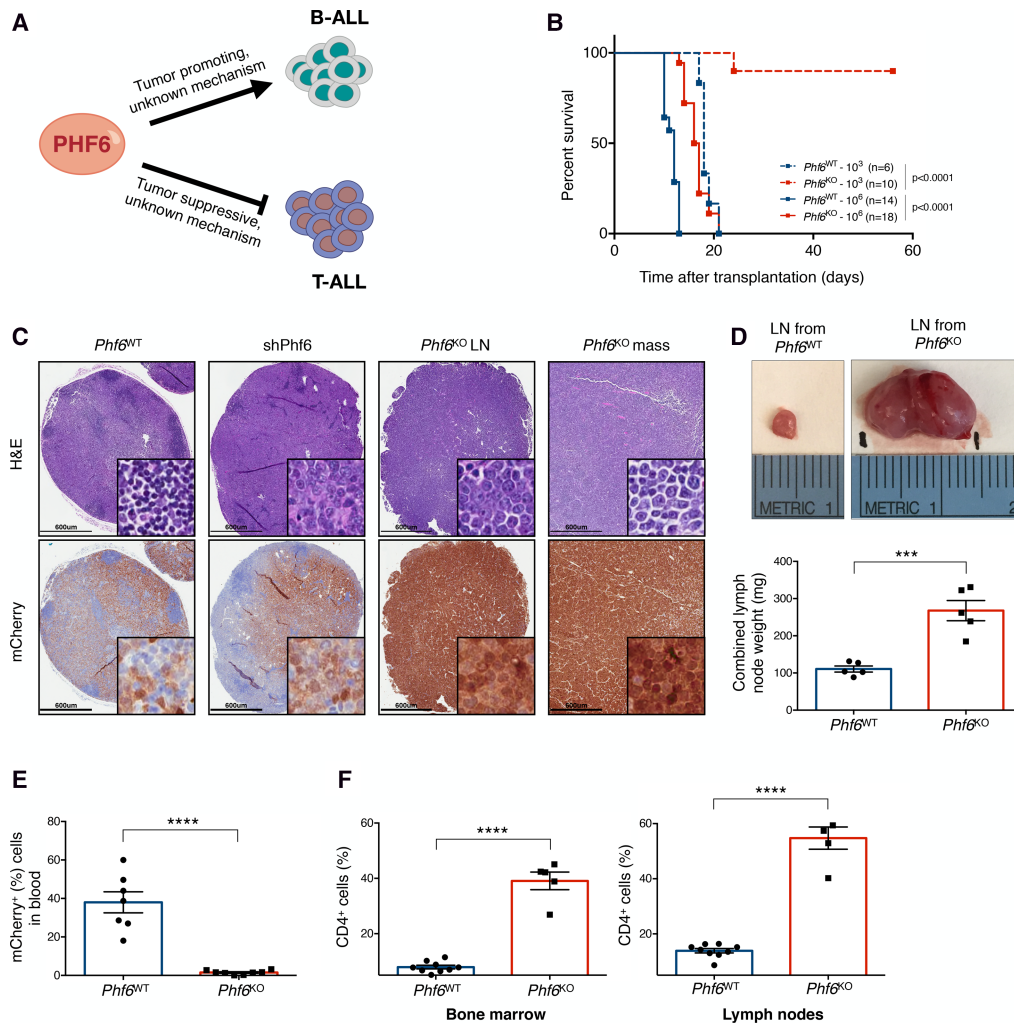 A
B-ALL
Tumor promoting,
unknown mechanism
PHF6
Tumor suppressive,
unknown mechanism
T-ALL
B
Percent survival
100
50
0
0
20
40
60
Time after transplantation (days)
Phf6WT - 10³ (n=6)
Phf6KO - 10³ (n=10)
p<0.0001
Phf6WT - 10⁶ (n=14)
Phf6KO - 10⁶ (n=18)
p<0.0001
C
Phf6WT
shPhf6
Phf6KO LN
Phf6KO mass
H&E
600um
600um
600um
600um
mCherry
600um
600um
600um
600um
D
LN from
Phf6WT
LN from
Phf6KO
METRIC 1
METRIC 1
2
Combined lymph
node weight (mg)
400
300
200
100
0
***
Phf6WT
Phf6KO
E
mCherry⁺ (%) cells
in blood
80
60
40
20
0
****
Phf6WT
Phf6KO
F
CD4⁺ cells (%)
60
40
20
****
Phf6WT
Phf6KO
Bone marrow
CD4⁺ cells (%)
60
40
20
****
Phf6WT
Phf6KO
Lymph nodes